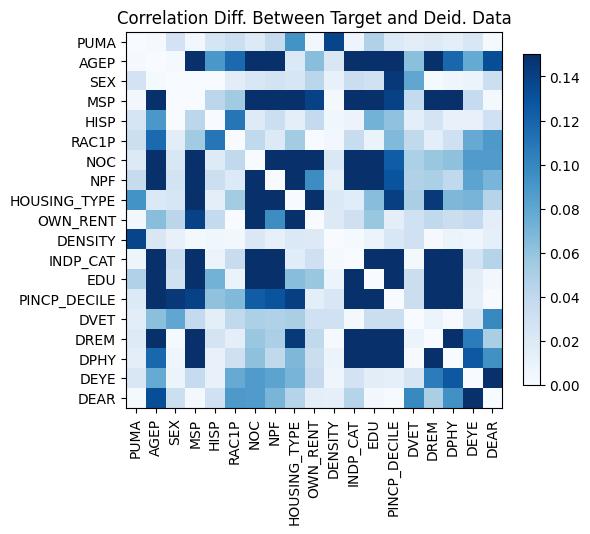 Correlation Diff. Between Target and Deid. Data
PUMA
AGEP
SEX
MSP
HISP
RAC1P
NOC
NPF
HOUSING_TYPE
OWN_RENT
DENSITY
INDP_CAT
EDU
PINCP_DECILE
DVET
DREM
DPHY
DEYE
DEAR
PUMA
AGEP
SEX
MSP
HISP
RAC1P
NOC
NPF
HOUSING_TYPE
OWN_RENT
DENSITY
INDP_CAT
EDU
PINCP_DECILE
DVET
DREM
DPHY
DEYE
DEAR
0.14
0.12
0.10
0.08
0.06
0.04
0.02
0.00